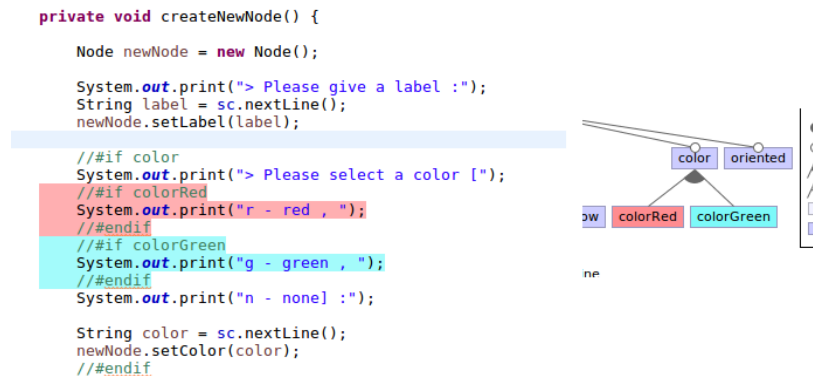 private void createNewNode() {
Node newNode = new Node();
System.out.print("> Please give a label :");
String label = sc.nextLine();
newNode.setLabel(label);
//#if color
System.out.print("> Please select a color [");
//#if colorRed
System.out.print("r - red , ");
//#endif
//#if colorGreen
System.out.print("g - green , ");
//#endif
System.out.print("n - none] :");
String color = sc.nextLine();
newNode.setColor(color);
//#endif
color oriented
ow colorRed colorGreen
ne